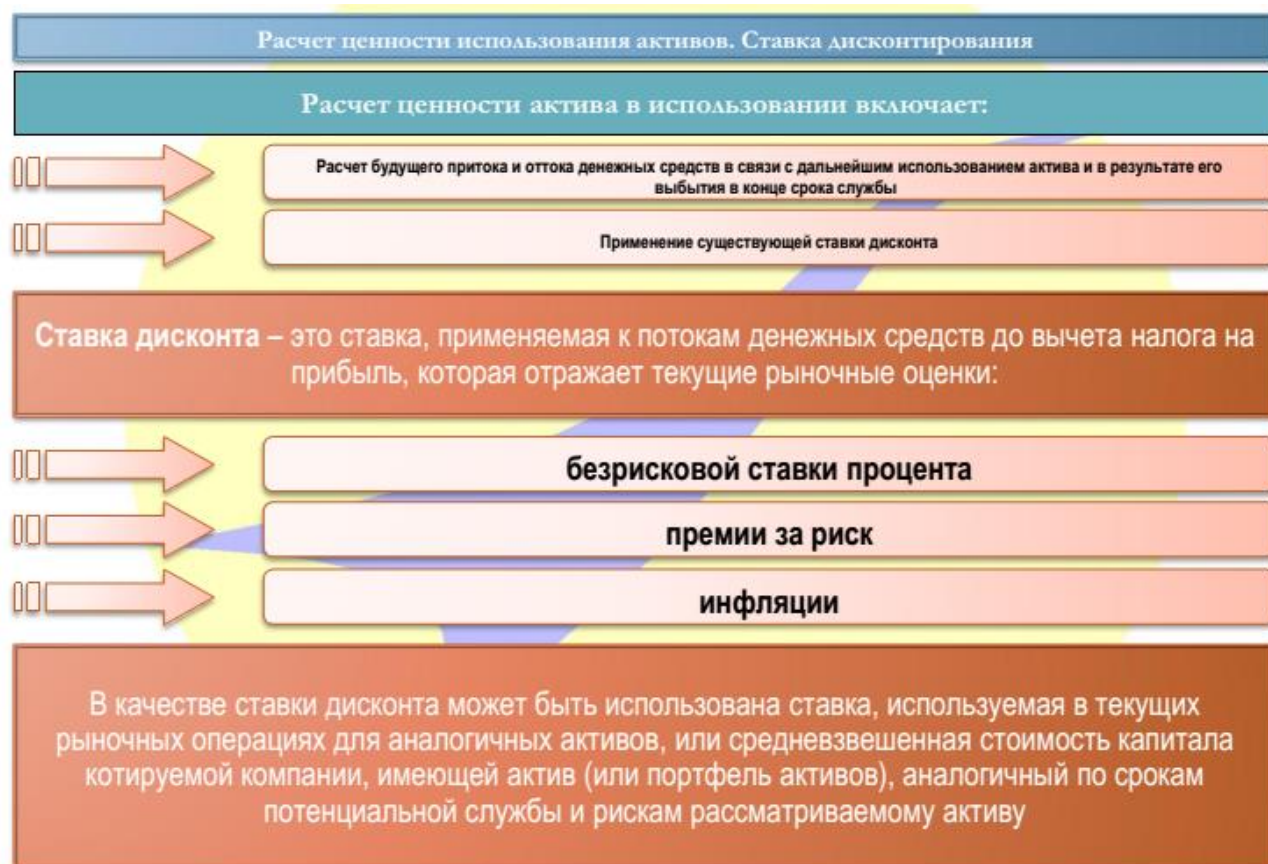 Расчет ценности использования активов. Ставка дисконтирования
Расчет ценности актива в использовании включает:
Расчет будущего притока и оттока денежных средств в связи с дальнейшим использованием актива и в результате его
выбытия в конце срока службы
Применение существующей ставки дисконта
Ставка дисконта – это ставка, применяемая к потокам денежных средств до вычета налога на
прибыль, которая отражает текущие рыночные оценки:
безрисковой ставки процента
премии за риск
инфляции
В качестве ставки дисконта может быть использована ставка, используемая в текущих
рыночных операциях для аналогичных активов, или средневзвешенная стоимость капитала
котируемой компании, имеющей актив (или портфель активов), аналогичный по срокам
потенциальной службы и рискам рассматриваемому активу